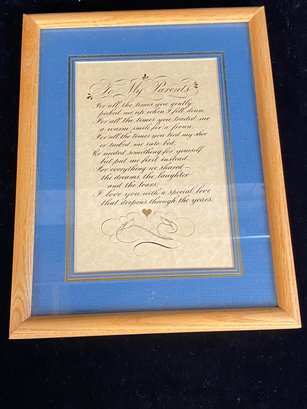 To My Parents
For all the times you gently
picked me up when I fell down,
For all the times you traded me
a warm smile for a frown,
For all the times you tied my shoe
or tucked me into bed,
Or needed something for yourself
but put me first instead,
For everything we shared—
the dreams, the laughter
and the tears,
I love you with a special love
that deepens through the years.